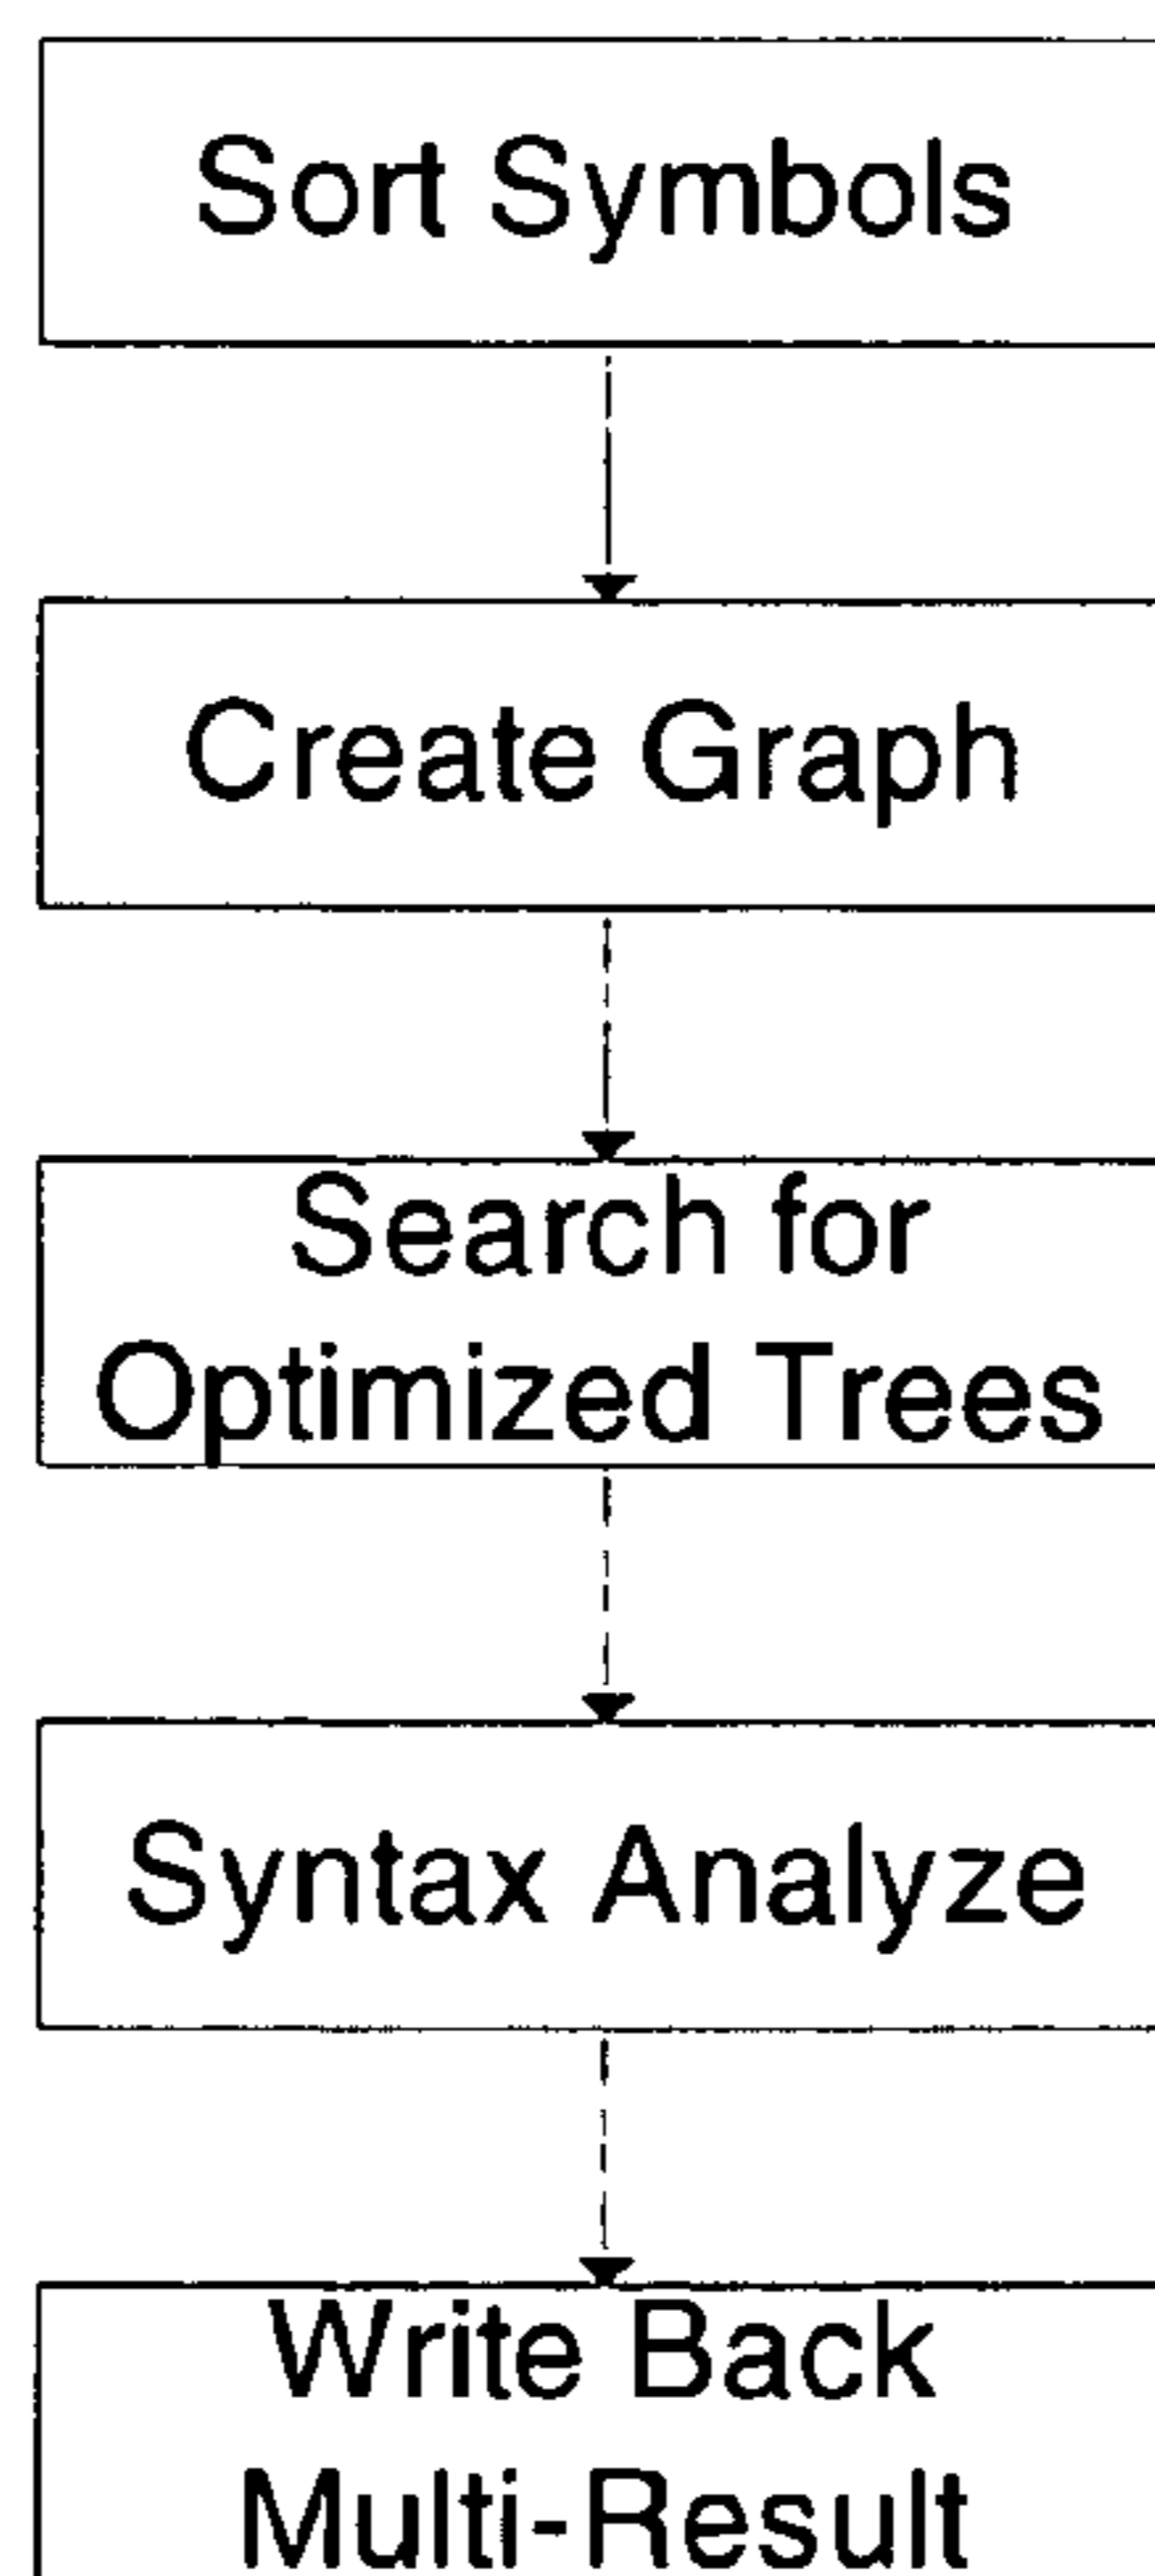 Sort Symbols
Create Graph
Search for
Optimized Trees
Syntax Analyze
Write Back
Multi-Result